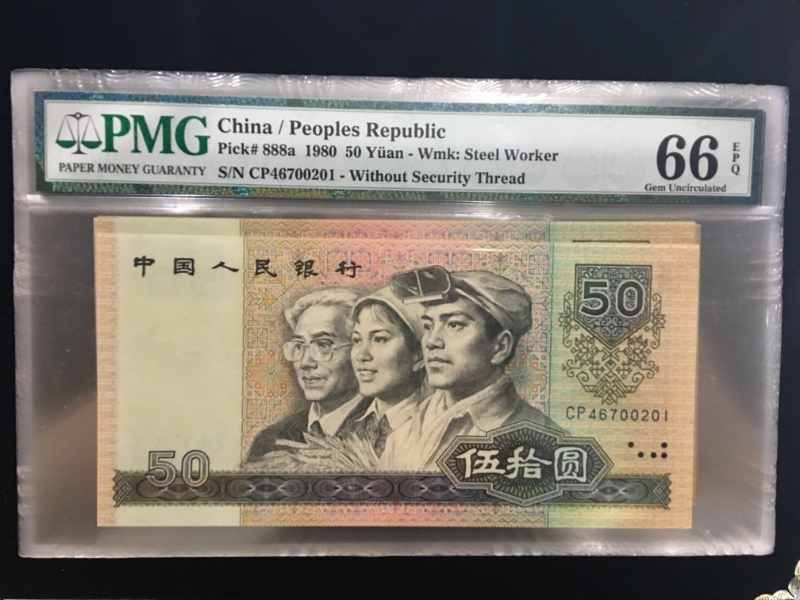 PMG
PAPER MONEY GUARANTY
China / Peoples Republic
Pick# 888a 1980 50 Yüan - Wmk: Steel Worker
S/N CP46700201 - Without Security Thread
66 EPQ
Gem Uncirculated
中国人民银行
50
CP46700201
50
伍拾圆